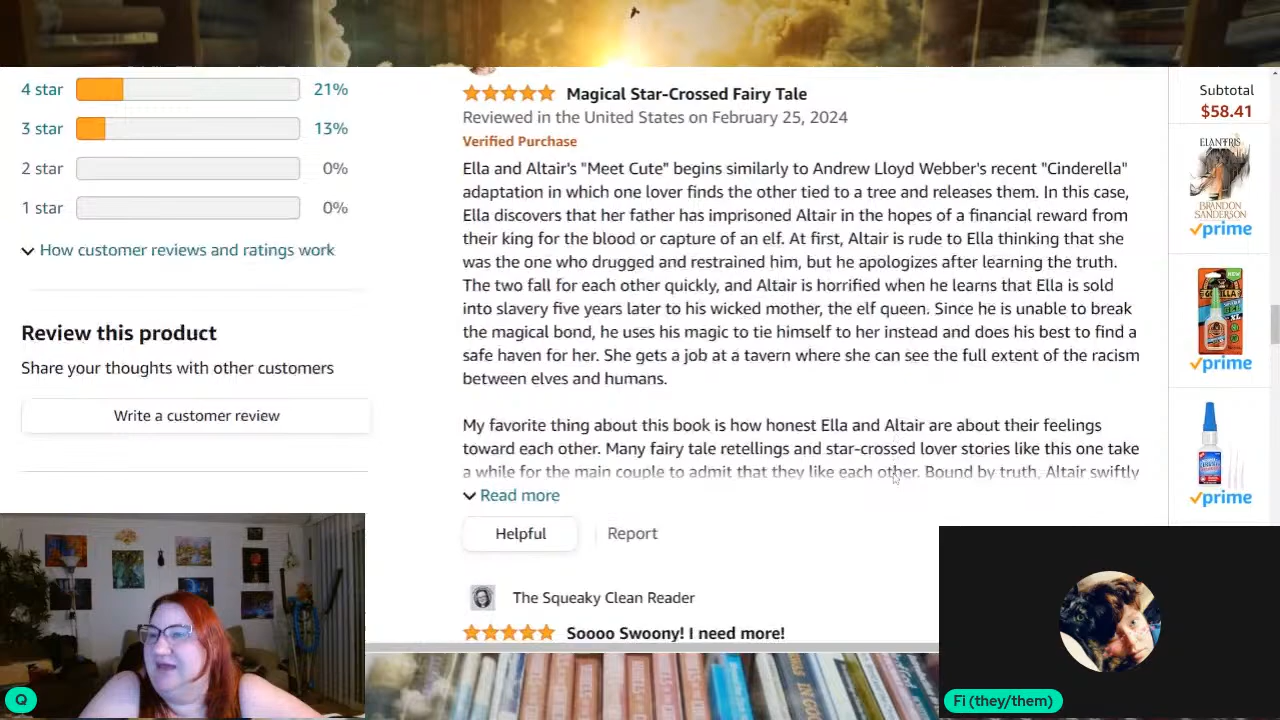 4 star 21%
3 star 13%
2 star 0%
1 star 0%
How customer reviews and ratings work
Review this product
Share your thoughts with other customers
Write a customer review
Magical Star-Crossed Fairy Tale
Reviewed in the United States on February 25, 2024
Verified Purchase
Ella and Altair's "Meet Cute" begins similarly to Andrew Lloyd Webber's recent "Cinderella"
adaptation in which one lover finds the other tied to a tree and releases them. In this case,
Ella discovers that her father has imprisoned Altair in the hopes of a financial reward from
their king for the blood or capture of an elf. At first, Altair is rude to Ella thinking that she
was the one who drugged and restrained him, but he apologizes after learning the truth.
The two fall for each other quickly, and Altair is horrified when he learns that Ella is sold
into slavery five years later to his wicked mother, the elf queen. Since he is unable to break
the magical bond, he uses his magic to tie himself to her instead and does his best to find a
safe haven for her. She gets a job at a tavern where she can see the full extent of the racism
between elves and humans.
My favorite thing about this book is how honest Ella and Altair are about their feelings
toward each other. Many fairy tale retellings and star-crossed lover stories like this one take
a while for the main couple to admit that they like each other. Bound by truth, Altair swiftly
Read more
Helpful
Report
The Squeaky Clean Reader
Soooo Swoony! I need more!
Subtotal
$58.41
ELANTRIS
BRANDON
SANDERSON
prime
GORILLA
prime
prime
Q
Fi (they/them)